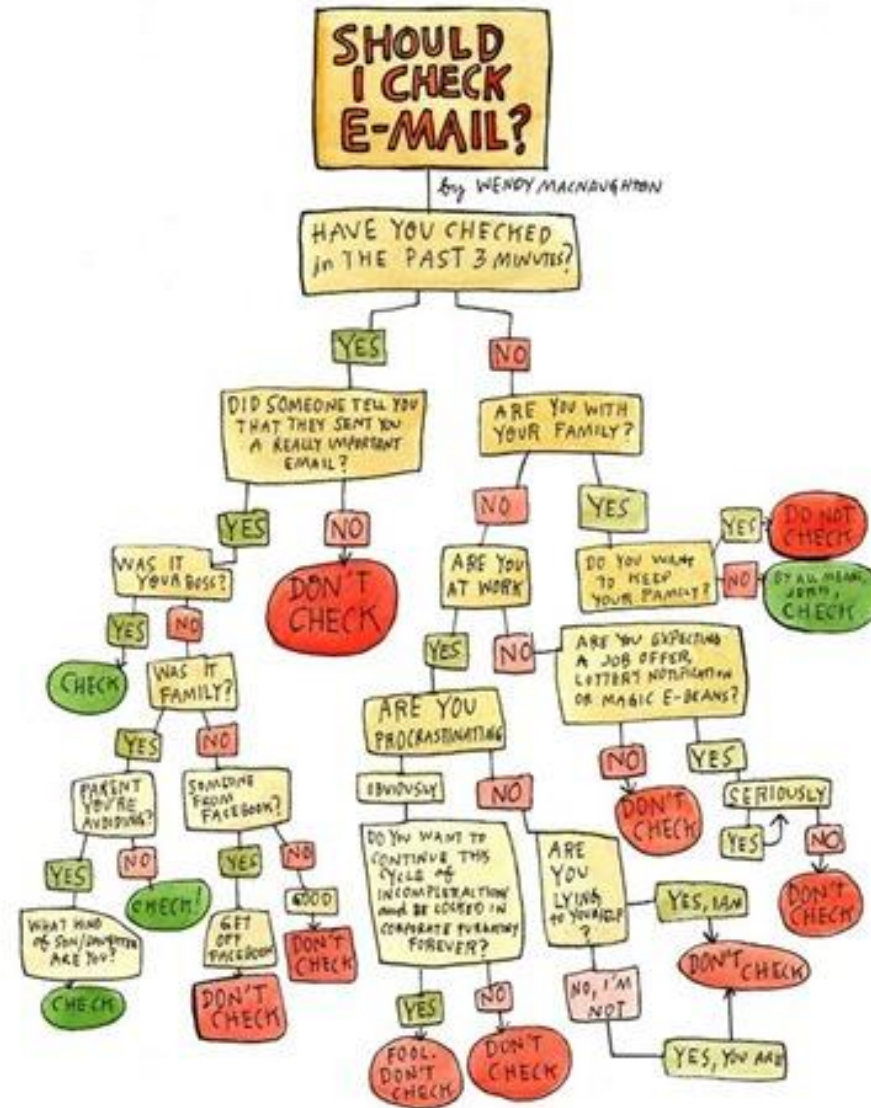 SHOULD
I CHECK
E-MAIL?
by WENDY MACNAUGHTON
HAVE YOU CHECKED
in THE PAST 3 MINUTES?
YES
NO
DID SOMEONE TELL YOU
THAT THEY SENT YOU
A REALLY IMPORTANT
EMAIL?
ARE YOU WITH
YOUR FAMILY?
YES
NO
NO
YES
WAS IT
YOUR BOSS?
DON'T
CHECK
ARE YOU
AT WORK
DO YOU WANT
TO KEEP
YOUR FAMILY?
YES
DO NOT
CHECK
NO
BY ALL MEANS,
CHECK
YES
NO
CHECK
WAS IT
FAMILY?
YES
NO
ARE YOU EXPECTING
A JOB OFFER,
LOTTERY NOTIFICATION
OR MAGIC E-BEANS?
YES
NO
ARE YOU
PROCRASTINATING
NO
YES
PARENT
YOU'RE
AVOIDING?
SOMEONE
FROM
FACEBOOK?
OBVIOUSLY
NO
DON'T
CHECK
SERIOUSLY
YES
NO
DON'T
CHECK
YES
NO
CHECK!
YES
NO
GOOD
DON'T
CHECK
DO YOU WANT TO
CONTINUE THIS
CYCLE of
INCOMPLETE ACTION
and BE LOCKED IN
CORPORATE PURGATORY
FOREVER?
ARE
YOU
LYING
TO YOURSELF
?
YES, I AM
DON'T CHECK
WHAT KIND
of SON/DAUGHTER
ARE YOU?
CHECK
GET
OFF
FACEBOOK
DON'T
CHECK
YES
NO
FOOL.
DON'T
CHECK
DON'T
CHECK
NO, I'M
NOT
YES, YOU ARE